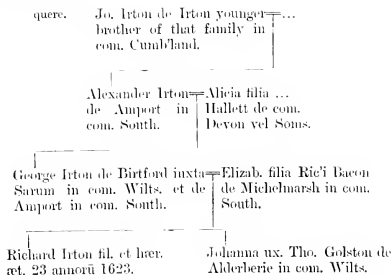 quere. Jo. Irton de Irton younger=...
brother of that family in
com. Cumb'land.
Alexander Irton=Alicia filia ...
de Amport in Hallett de com.
com. South. Devon vel Soms.
George Irton de Birtford iuxta=Elizab. filia Ric'i Bacon
Sarum in com. Wilts. et de de Michelmarsh in com.
Amport in com. South. South.
Richard Irton fil. et hær. Johanna ux. Tho. Golston de
æt. 23 annorū 1623. Alderberie in com. Wilts.